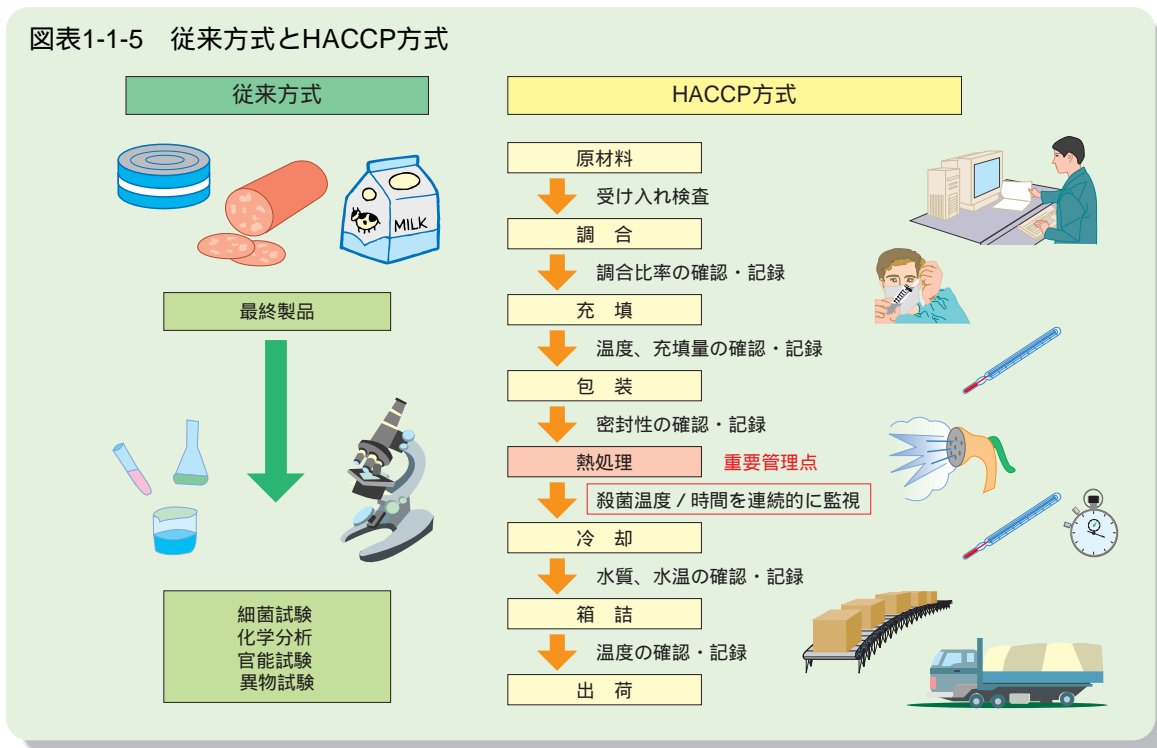 図表1-1-5　従来方式とHACCP方式
従来方式
MILK
最終製品
細菌試験
化学分析
官能試験
異物試験
HACCP方式
原材料
受け入れ検査
調　合
調合比率の確認・記録
充　填
温度、充填量の確認・記録
包　装
密封性の確認・記録
熱処理　重要管理点
殺菌温度 / 時間を連続的に監視
冷　却
水質、水温の確認・記録
箱　詰
温度の確認・記録
出　荷